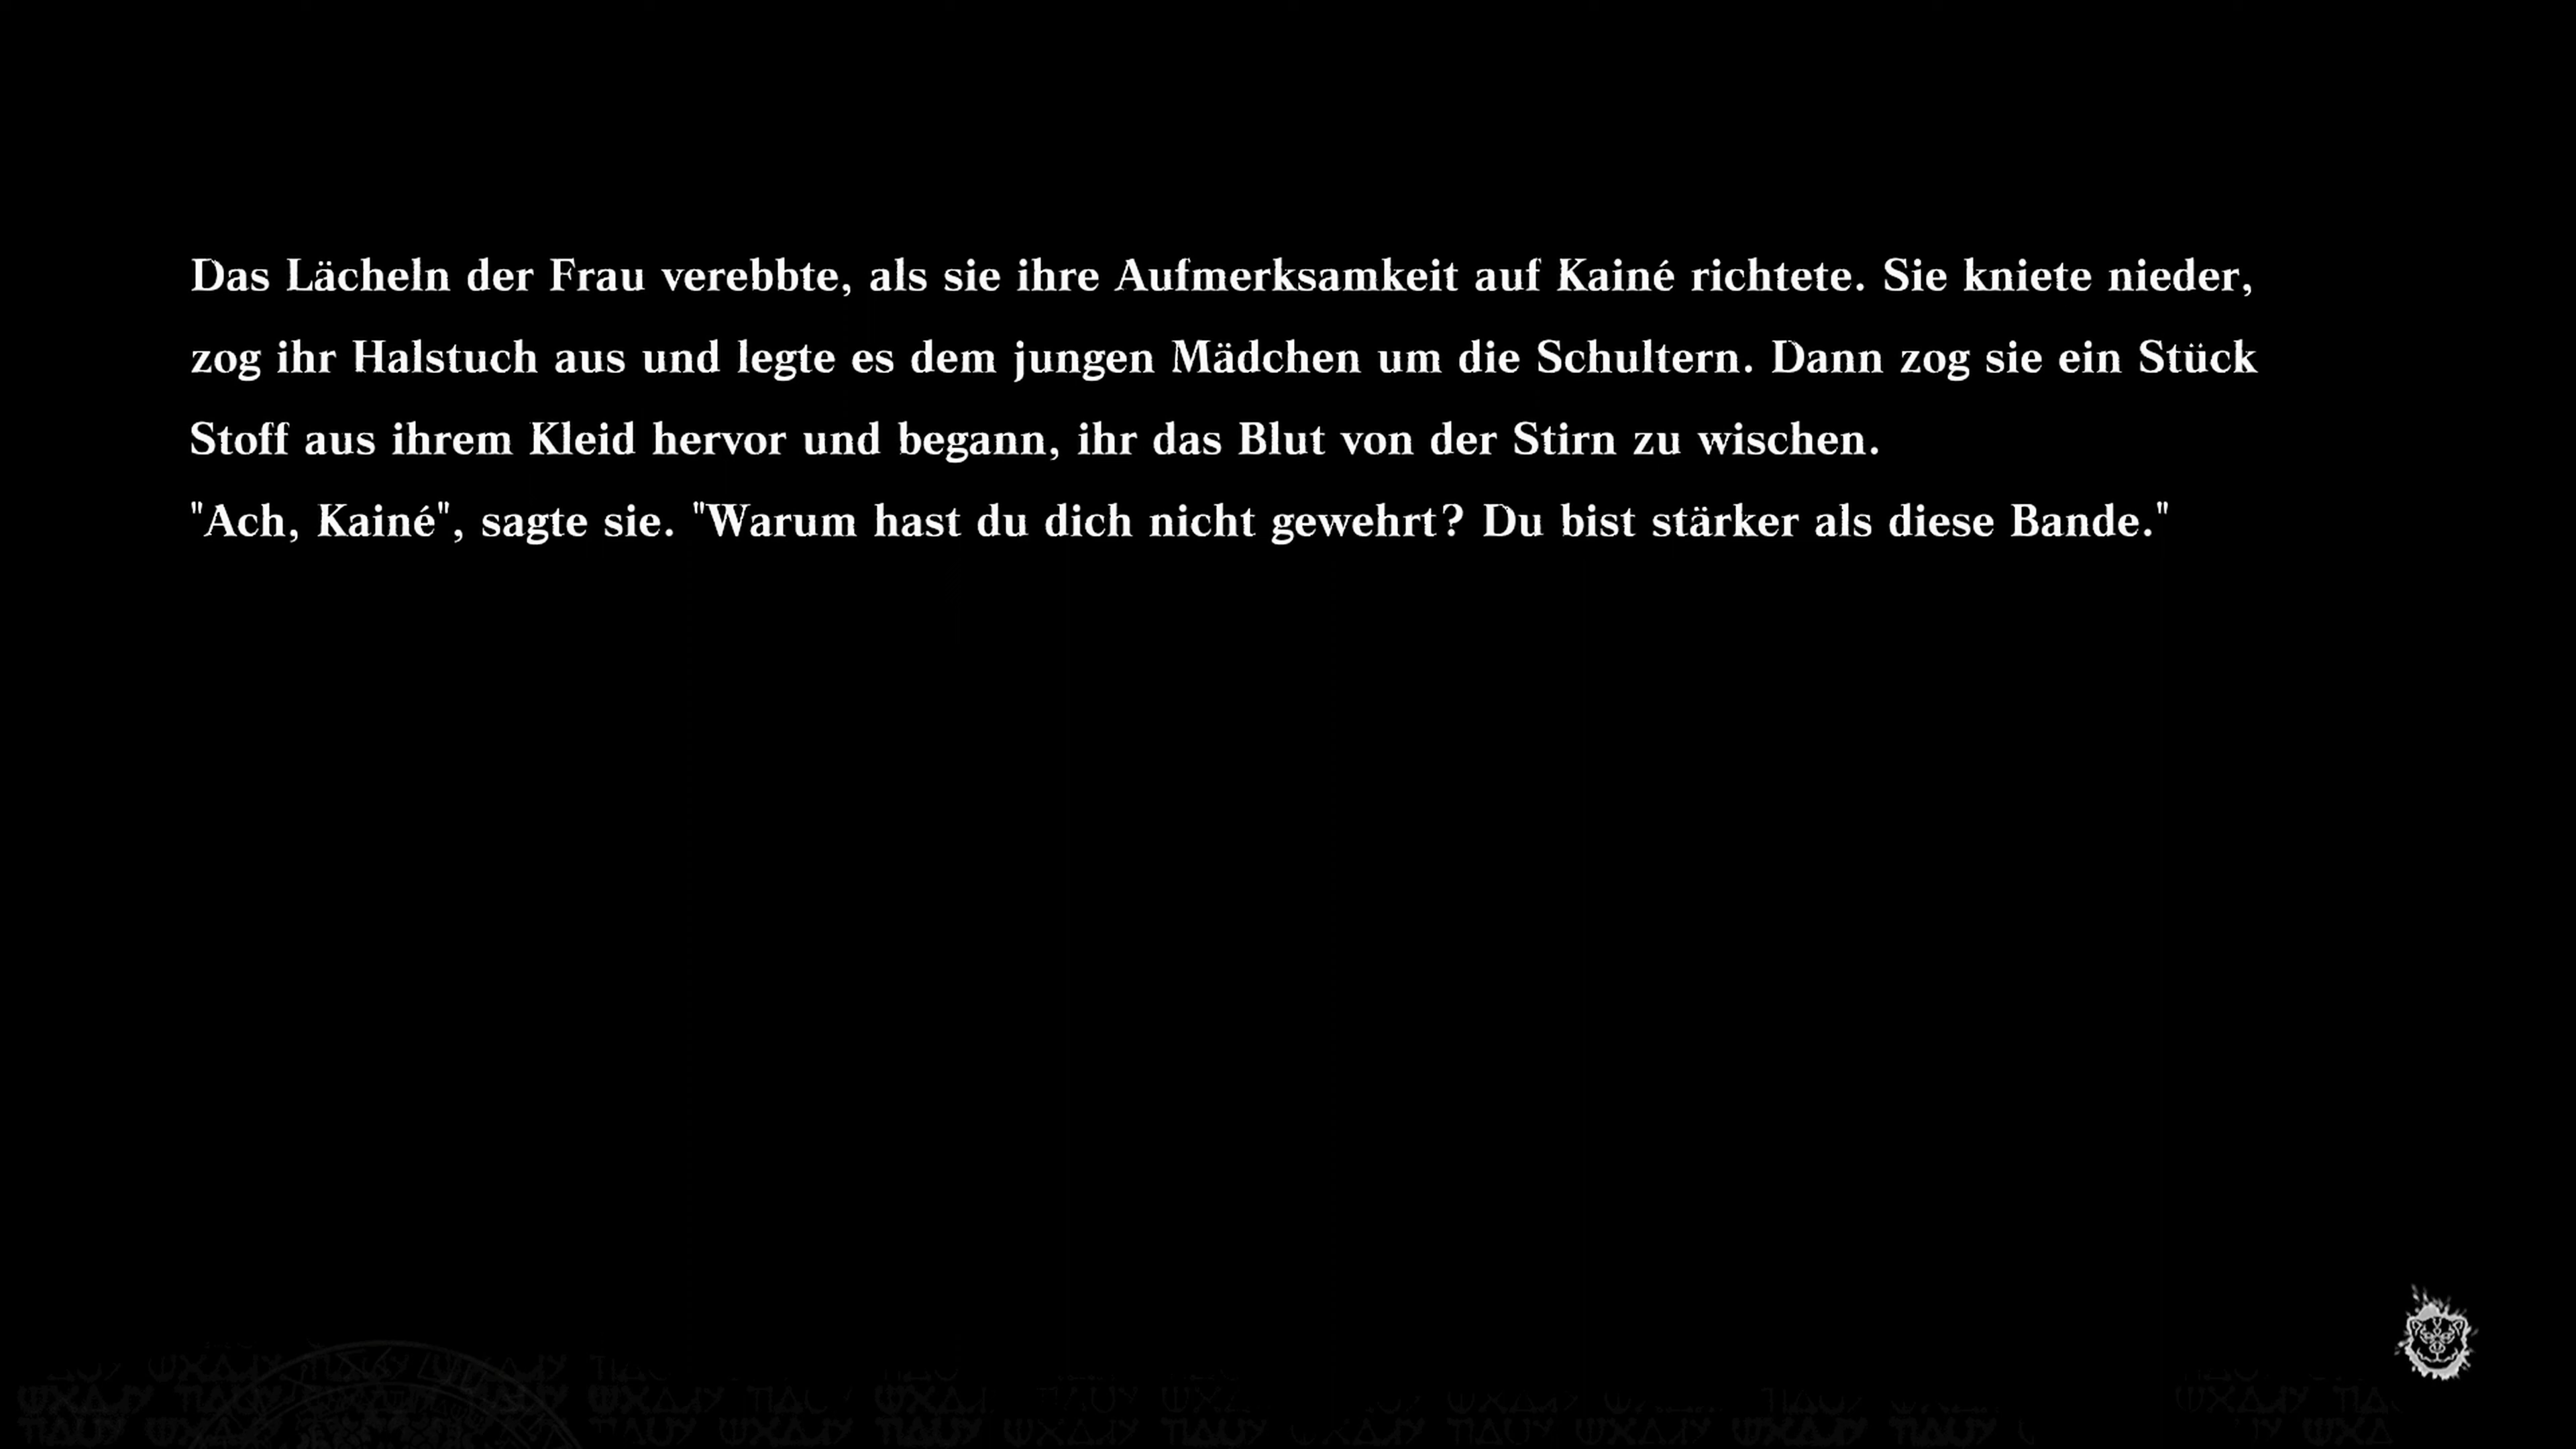 Das Lächeln der Frau verebbte, als sie ihre Aufmerksamkeit auf Kainé richtete. Sie kniete nieder,
zog ihr Halstuch aus und legte es dem jungen Mädchen um die Schultern. Dann zog sie ein Stück
Stoff aus ihrem Kleid hervor und begann, ihr das Blut von der Stirn zu wischen.
"Ach, Kainé", sagte sie. "Warum hast du dich nicht gewehrt? Du bist stärker als diese Bande."